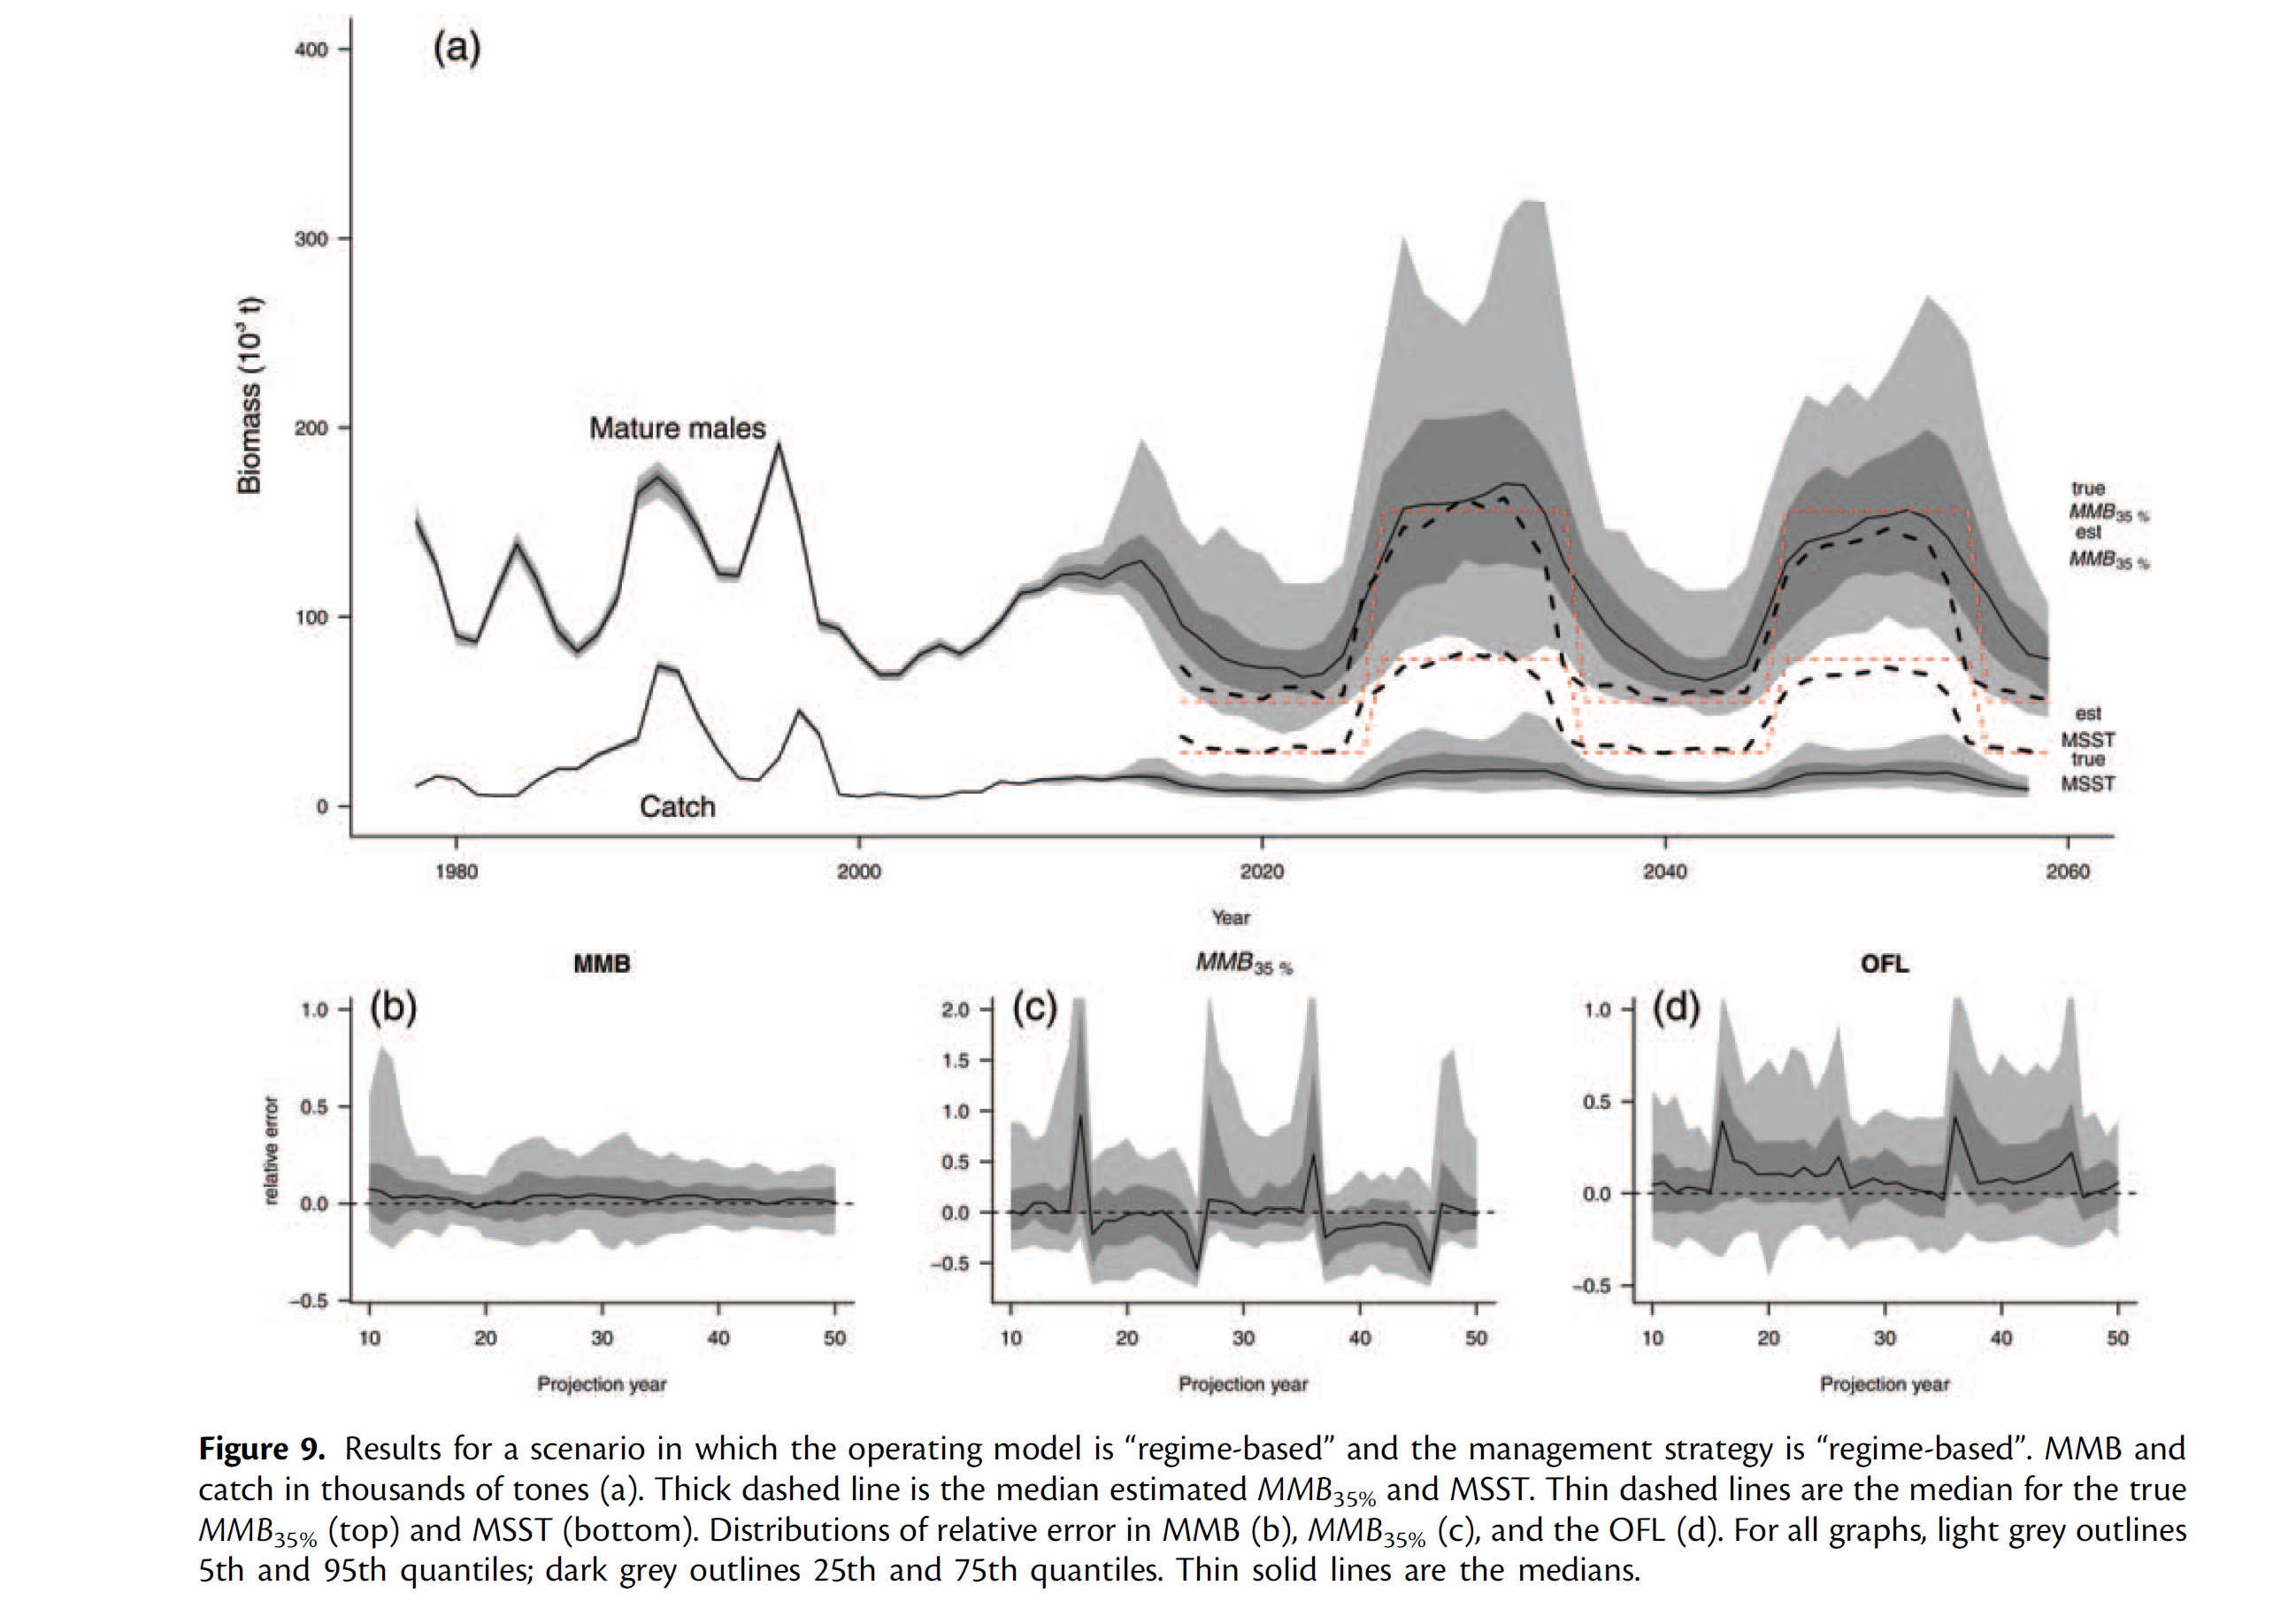 (a)
400
300
200
100
0
Biomass (10³ t)
Mature males
Catch
true
MMB35 %
est
MMB35 %
est
MSST
true
MSST
1980 2000 2020 2040 2060
Year
MMB
(b)
1.0
0.5
0.0
−0.5
relative error
10 20 30 40 50
Projection year
MMB35 %
(c)
2.0
1.5
1.0
0.5
0.0
−0.5
10 20 30 40 50
Projection year
OFL
(d)
1.0
0.5
0.0
−0.5
10 20 30 40 50
Projection year
Figure 9. Results for a scenario in which the operating model is “regime-based” and the management strategy is “regime-based”. MMB and
catch in thousands of tones (a). Thick dashed line is the median estimated MMB35% and MSST. Thin dashed lines are the median for the true
MMB35% (top) and MSST (bottom). Distributions of relative error in MMB (b), MMB35% (c), and the OFL (d). For all graphs, light grey outlines
5th and 95th quantiles; dark grey outlines 25th and 75th quantiles. Thin solid lines are the medians.